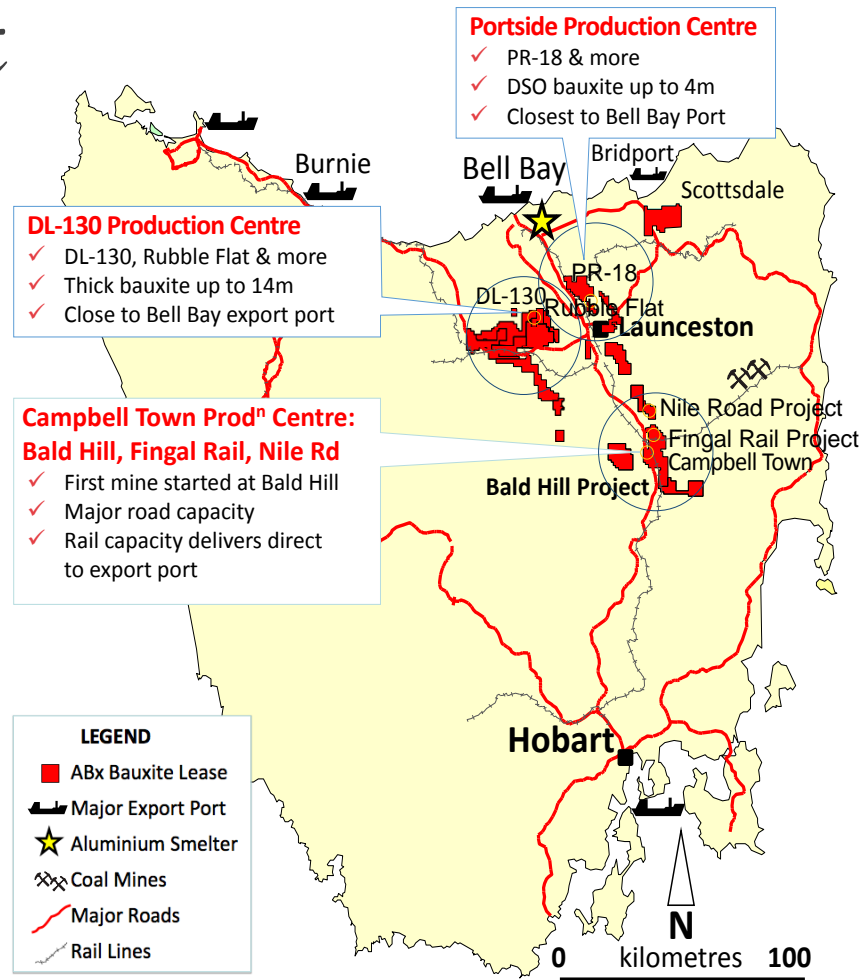 Portside Production Centre
✓ PR-18 & more
✓ DSO bauxite up to 4m
✓ Closest to Bell Bay Port
Burnie
Bell Bay
Bridport
Scottsdale
DL-130 Production Centre
✓ DL-130, Rubble Flat & more
✓ Thick bauxite up to 14m
✓ Close to Bell Bay export port
PR-18
DL-130
Rubble Flat
Launceston
Campbell Town Prodⁿ Centre:
Bald Hill, Fingal Rail, Nile Rd
✓ First mine started at Bald Hill
✓ Major road capacity
✓ Rail capacity delivers direct
to export port
Nile Road Project
Fingal Rail Project
Campbell Town
Bald Hill Project
Hobart
LEGEND
ABx Bauxite Lease
Major Export Port
Aluminium Smelter
Coal Mines
Major Roads
Rail Lines
N
0 kilometres 100